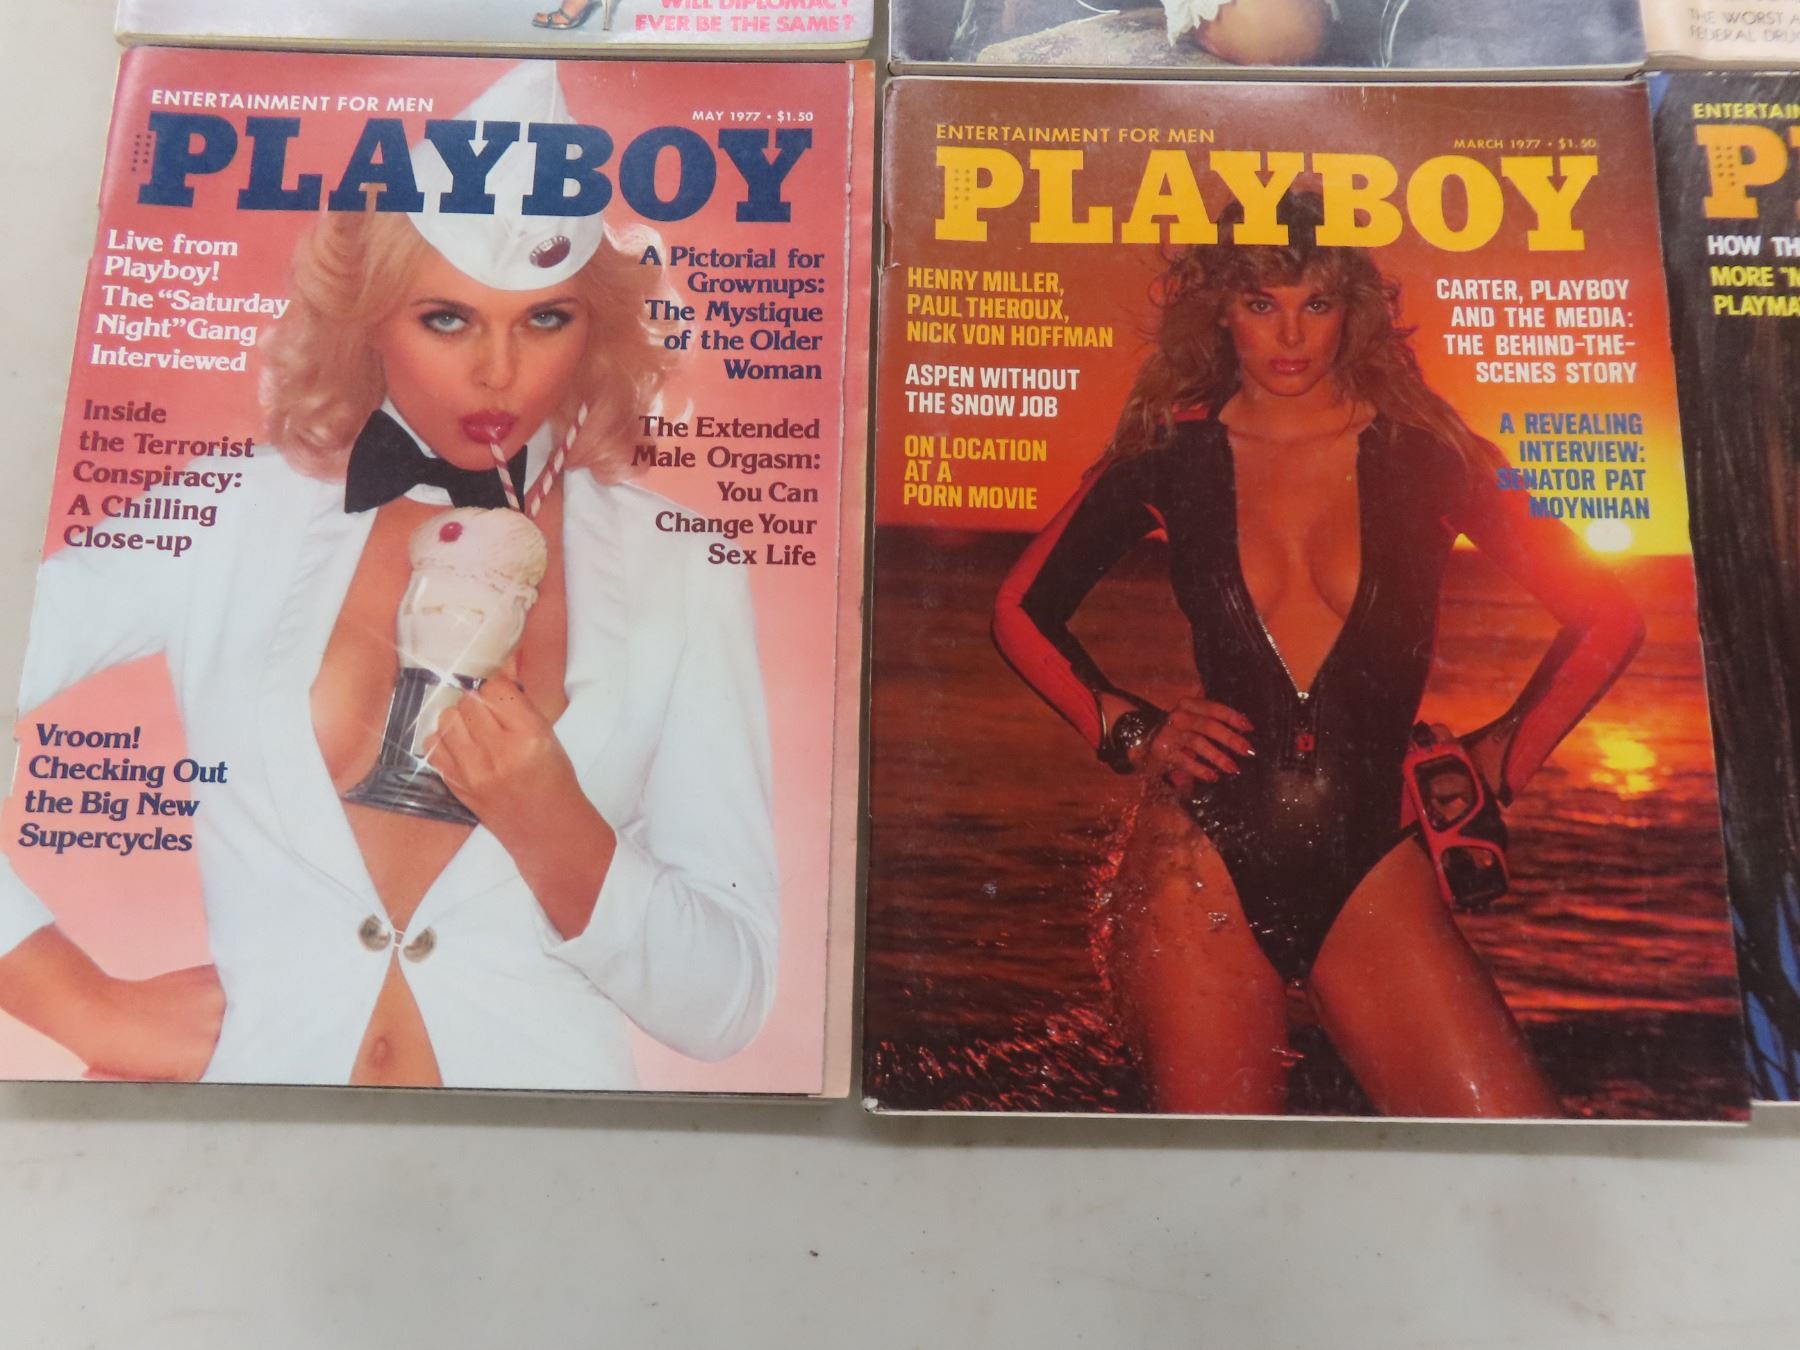 WILL DIPLOMACY
EVER BE THE SAME?
THE WORST
FEDERAL
ENTERTAINMENT FOR MEN
MAY 1977 • $1.50
PLAYBOY
Live from
Playboy!
The “Saturday
Night” Gang
Interviewed
Inside
the Terrorist
Conspiracy:
A Chilling
Close-up
Vroom!
Checking Out
the Big New
Supercycles
A Pictorial for
Grownups:
The Mystique
of the Older
Woman
The Extended
Male Orgasm:
You Can
Change Your
Sex Life
ENTERTAINMENT FOR MEN
MARCH 1977 • $1.50
PLAYBOY
HENRY MILLER,
PAUL THEROUX,
NICK VON HOFFMAN
ASPEN WITHOUT
THE SNOW JOB
ON LOCATION
AT A
PORN MOVIE
CARTER, PLAYBOY
AND THE MEDIA:
THE BEHIND-THE-
SCENES STORY
A REVEALING
INTERVIEW:
SENATOR PAT
MOYNIHAN
HOW
MORE